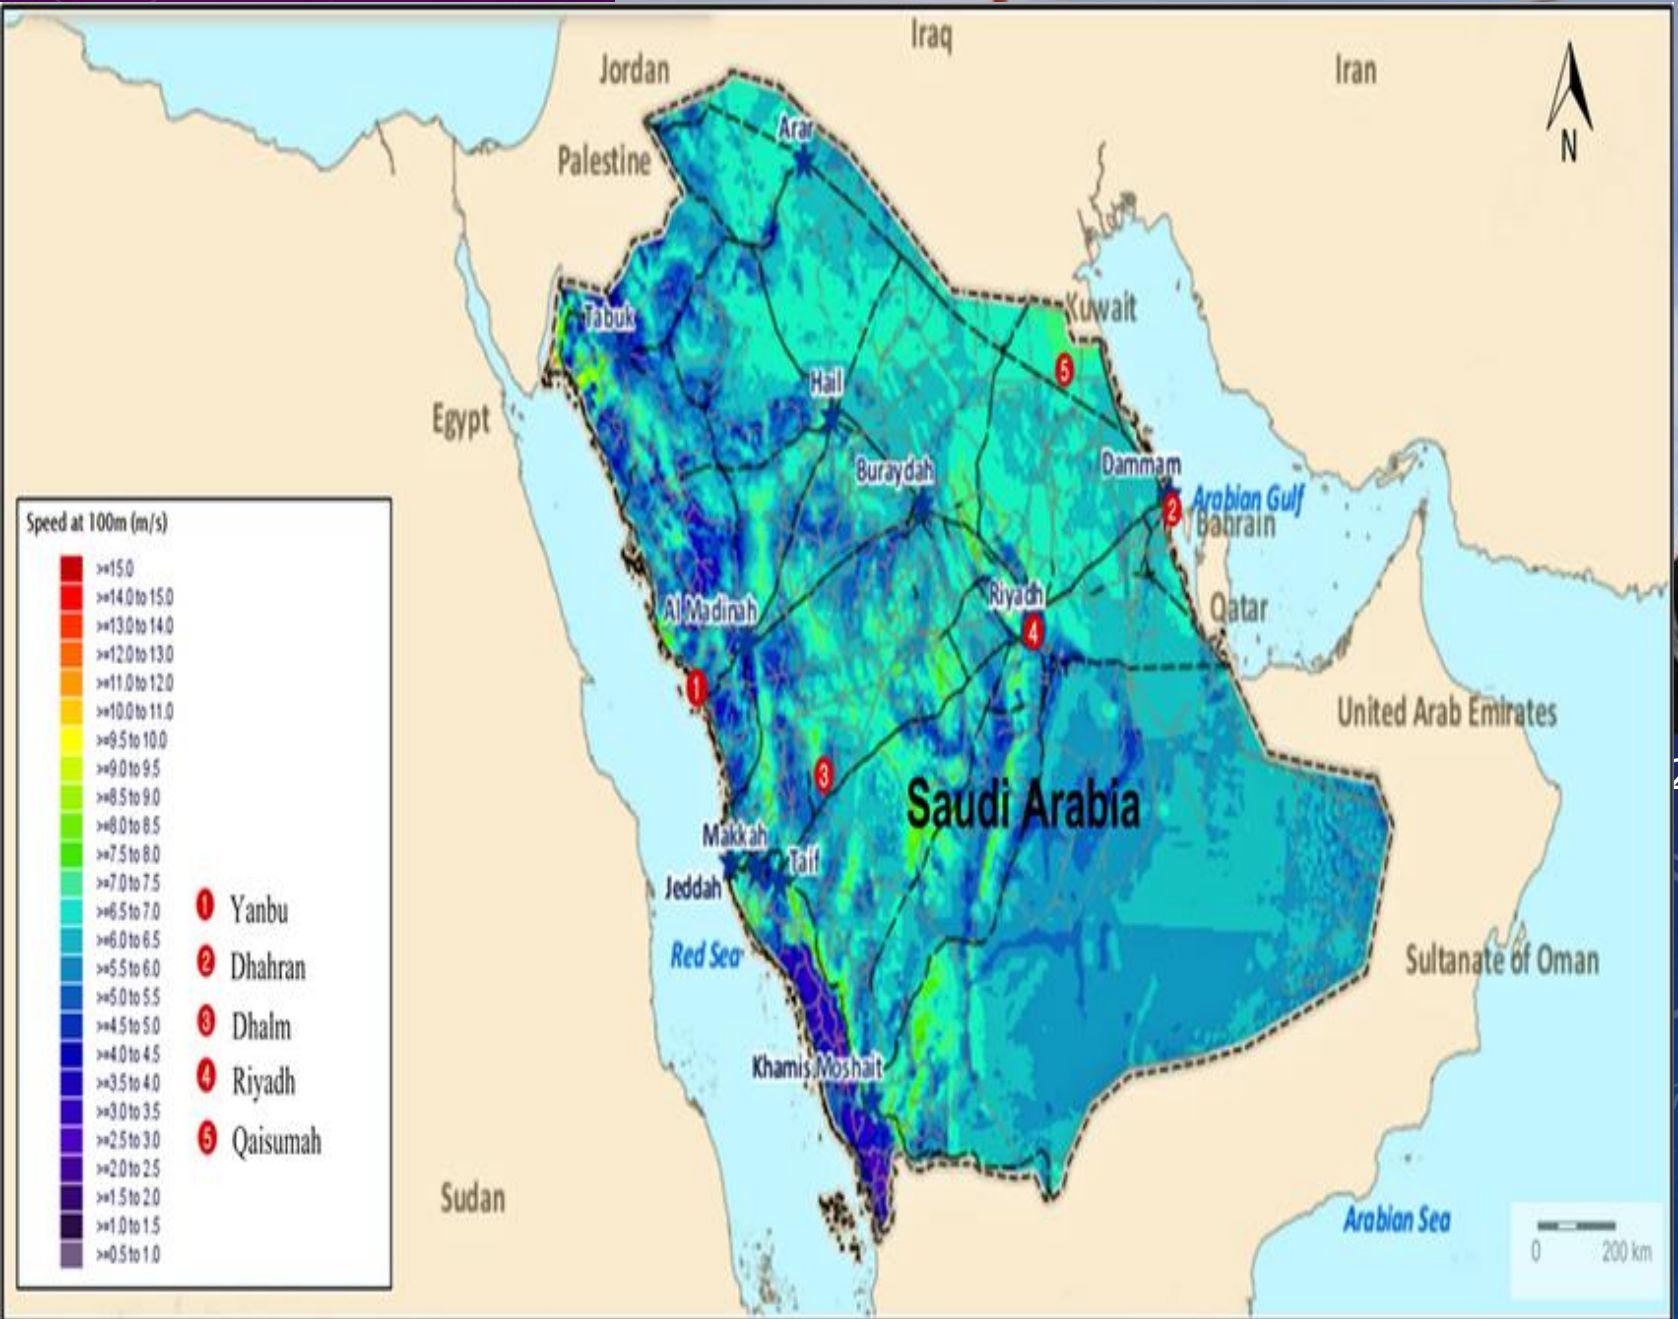 Iraq
Jordan
Iran
Arar
N
Palestine
Kuwait
Tabuk
5
Hail
Egypt
Buraydah
Dammam
Arabian Gulf
2
Bahrain
Speed at 100m (m/s)
>=15.0
>=14.0 to 15.0
>=13.0 to 14.0
>=12.0 to 13.0
>=11.0 to 12.0
>=10.0 to 11.0
>=9.5 to 10.0
>=9.0 to 9.5
>=8.5 to 9.0
>=8.0 to 8.5
>=7.5 to 8.0
>=7.0 to 7.5
>=6.5 to 7.0
>=6.0 to 6.5
>=5.5 to 6.0
>=5.0 to 5.5
>=4.5 to 5.0
>=4.0 to 4.5
>=3.5 to 4.0
>=3.0 to 3.5
>=2.5 to 3.0
>=2.0 to 2.5
>=1.5 to 2.0
>=1.0 to 1.5
>=0.5 to 1.0
1 Yanbu
2 Dhahran
3 Dhalm
4 Riyadh
5 Qaisumah
Al Madinah
Riyadh
4
Qatar
1
United Arab Emirates
3
Saudi Arabia
Makkah
Taif
Jeddah
Red Sea
Sultanate of Oman
Khamis Moshait
Sudan
Arabian Sea
0 200 km